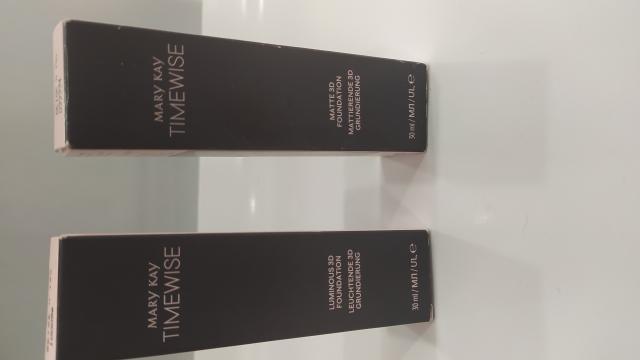 MARY KAY
TIMEWISE
MATTE 3D
FOUNDATION
MATTIERENDE 3D
GRUNDIERUNG
30 ml / МЛ / UL ℮
MARY KAY
TIMEWISE
LUMINOUS 3D
FOUNDATION
LEUCHTENDE 3D
GRUNDIERUNG
30 ml / МЛ / UL ℮